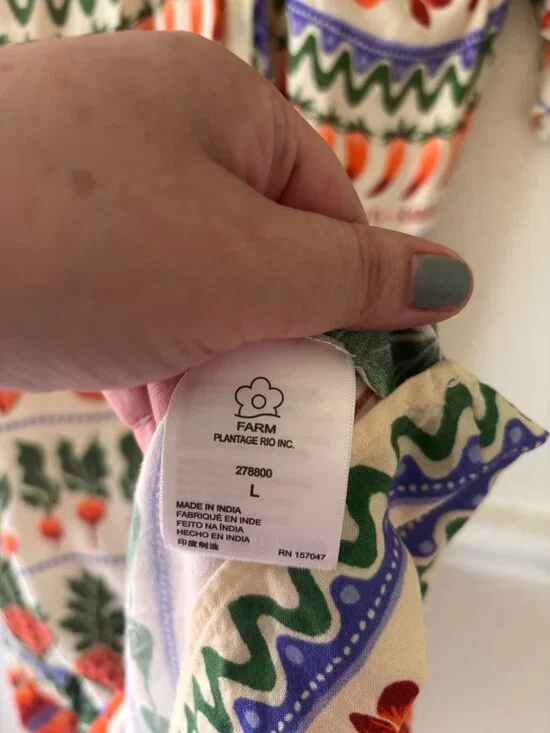 FARM
PLANTAGE RIO INC.
278800
L
MADE IN INDIA
FABRIQUÉ EN INDE
FEITO NA ÍNDIA
HECHO EN INDIA
印度制造
RN 157047